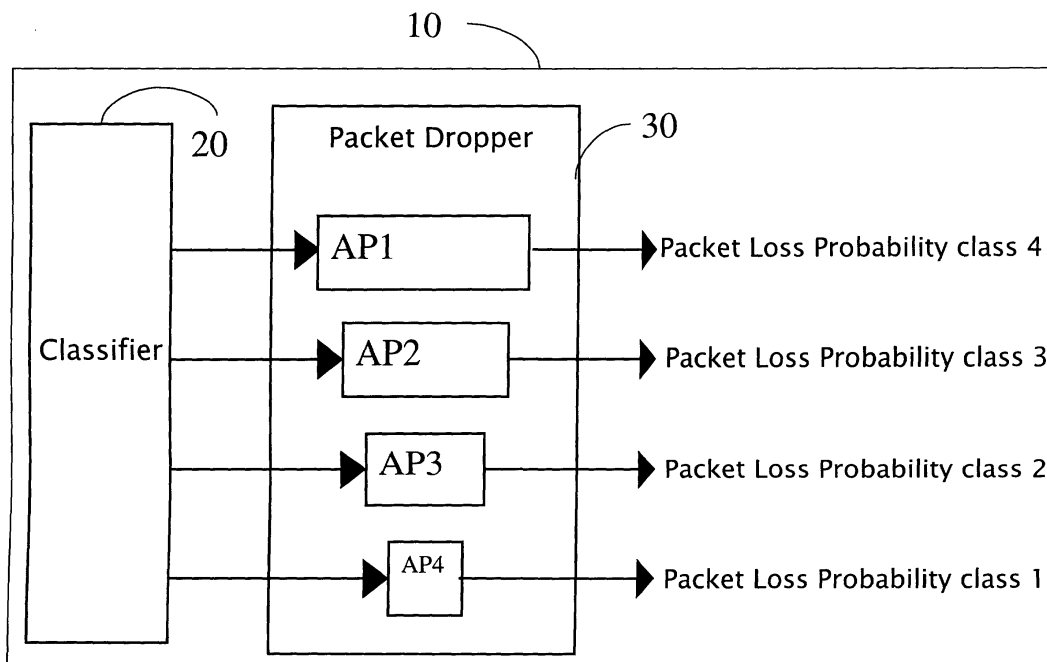 10
20
Packet Dropper
30
AP1
Packet Loss Probability class 4
Classifier
AP2
Packet Loss Probability class 3
AP3
Packet Loss Probability class 2
AP4
Packet Loss Probability class 1